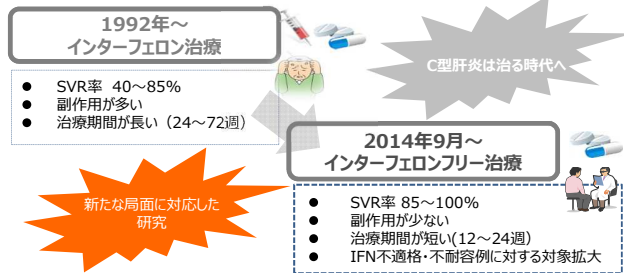 1992年～
インターフェロン治療
● SVR率 40～85%
● 副作用が多い
● 治療期間が長い（24～72週）
C型肝炎は治る時代へ
2014年9月～
インターフェロンフリー治療
● SVR率 85～100%
● 副作用が少ない
● 治療期間が短い(12～24週）
● IFN不適格・不耐容例に対する対象拡大
新たな局面に対応した
研究